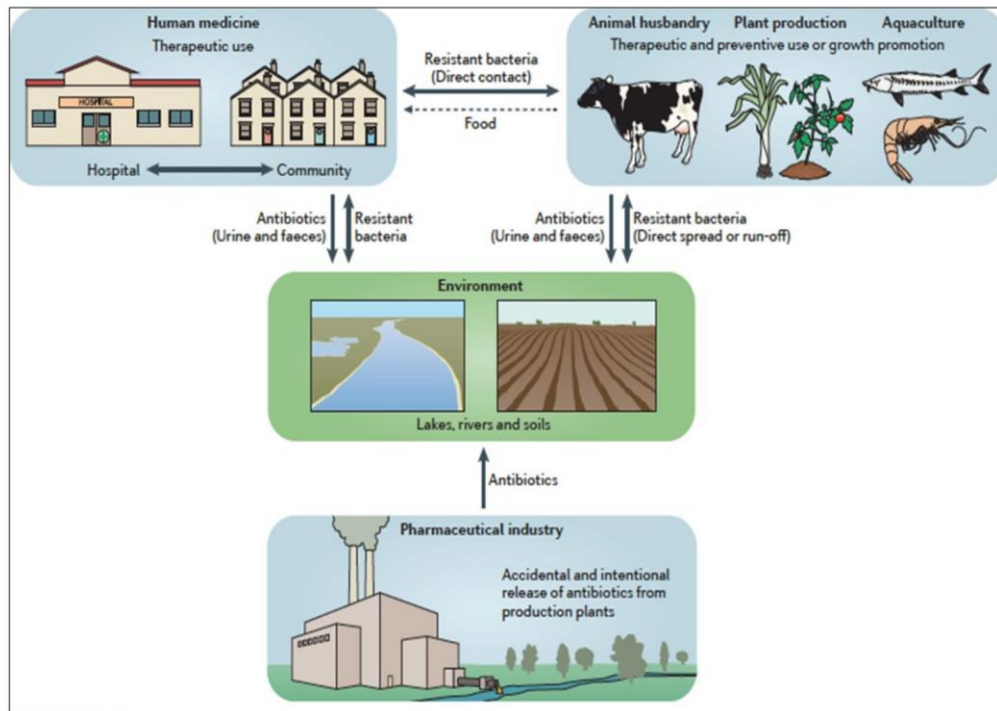 Human medicine
Therapeutic use
HOSPITAL
Hospital
Community
Resistant bacteria
(Direct contact)
Food
Animal husbandry
Plant production
Aquaculture
Therapeutic and preventive use or growth promotion
Antibiotics
(Urine and faeces)
Resistant
bacteria
Antibiotics
(Urine and faeces)
Resistant bacteria
(Direct spread or run-off)
Environment
Lakes, rivers and soils
Antibiotics
Pharmaceutical industry
Accidental and intentional
release of antibiotics from
production plants